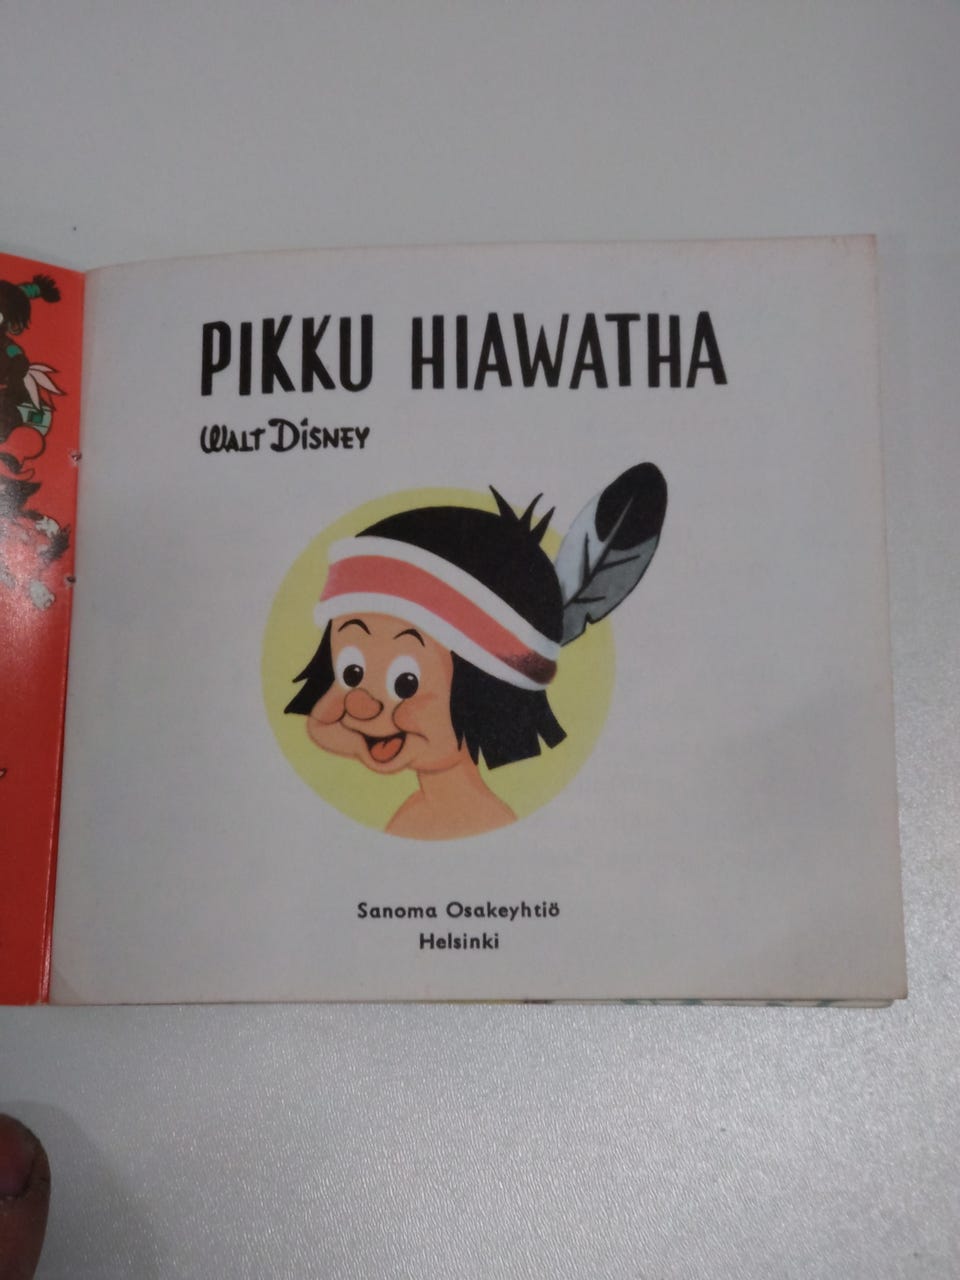 PIKKU HIAWATHA
WALT DISNEY
Sanoma Osakeyhtiö
Helsinki